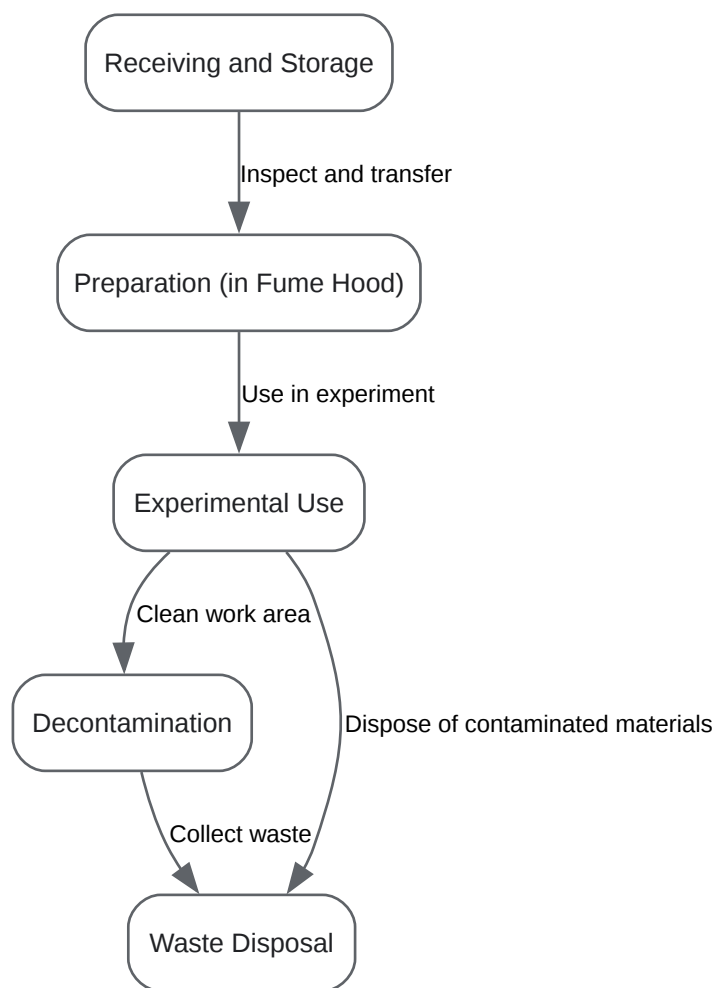 Receiving and Storage
Inspect and transfer
Preparation (in Fume Hood)
Use in experiment
Experimental Use
Clean work area
Decontamination
Dispose of contaminated materials
Collect waste
Waste Disposal